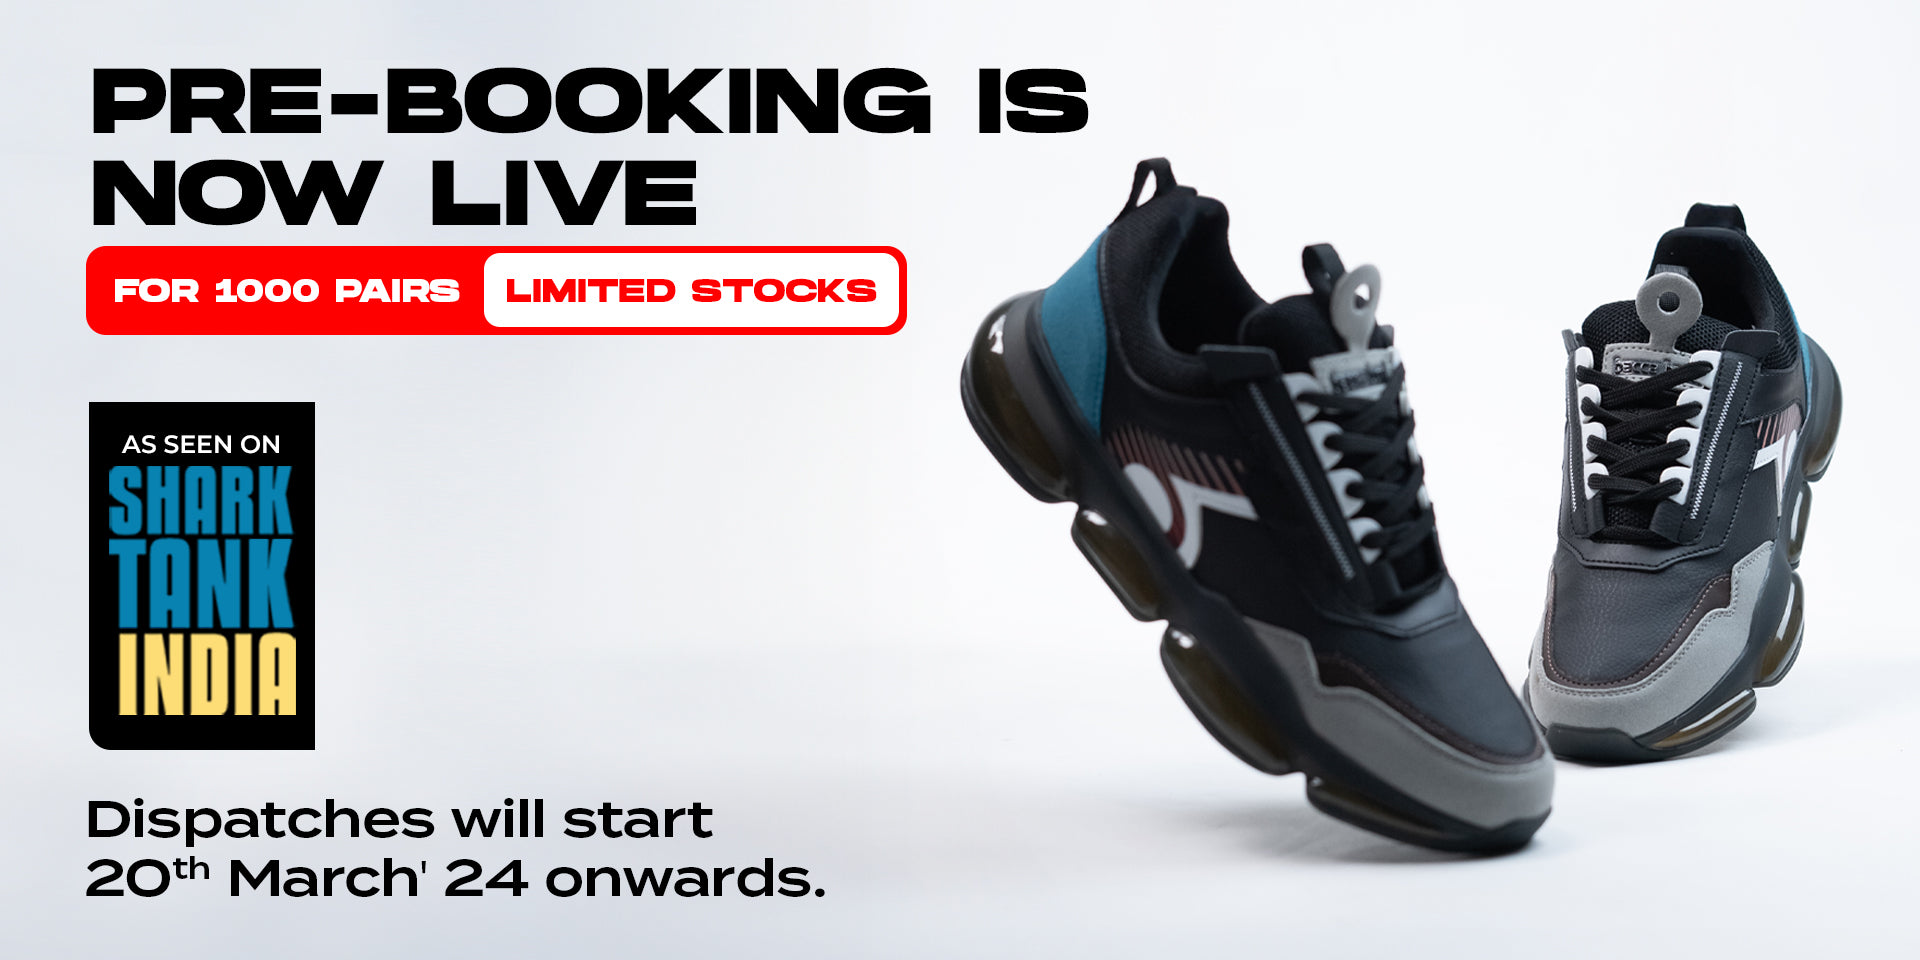 PRE-BOOKING IS
NOW LIVE
FOR 1000 PAIRS LIMITED STOCKS
AS SEEN ON
SHARK
TANK
INDIA
Dispatches will start
20th March' 24 onwards.